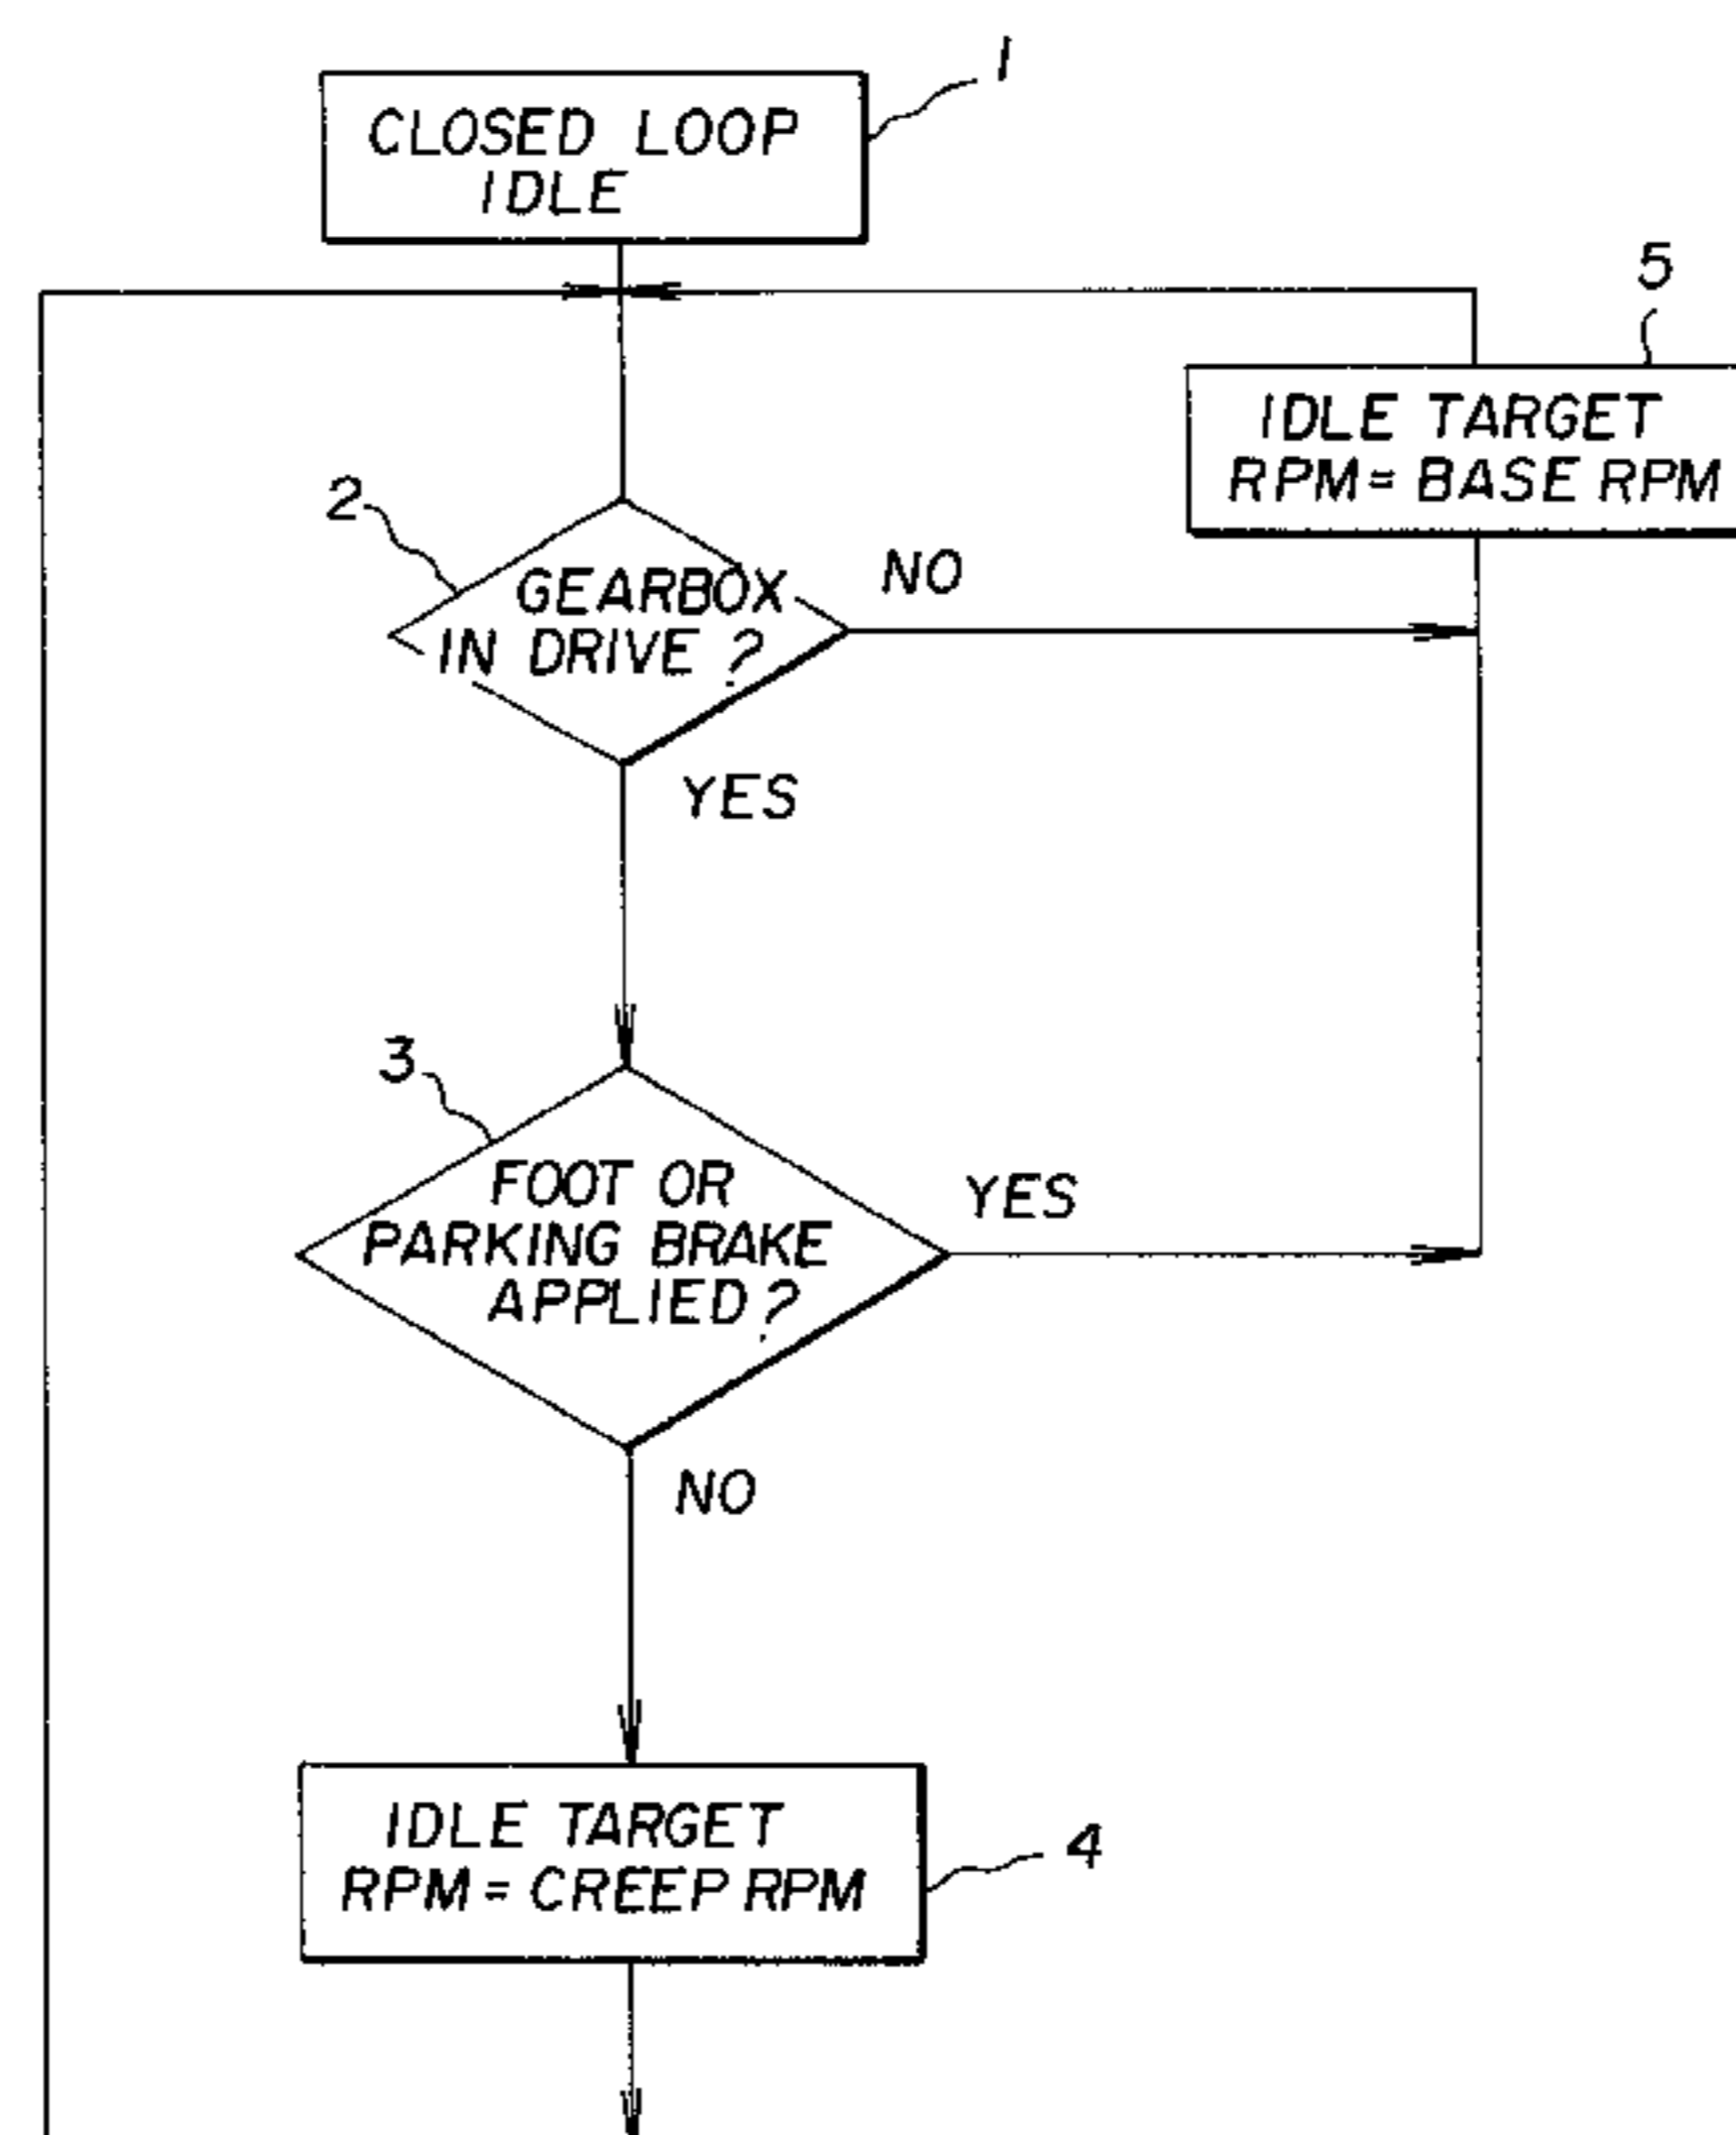 1
CLOSED LOOP
IDLE
5
IDLE TARGET
RPM = BASE RPM
2
GEARBOX
IN DRIVE ?
NO
YES
3
FOOT OR
PARKING BRAKE
APPLIED ?
YES
NO
IDLE TARGET
RPM = CREEP RPM
4